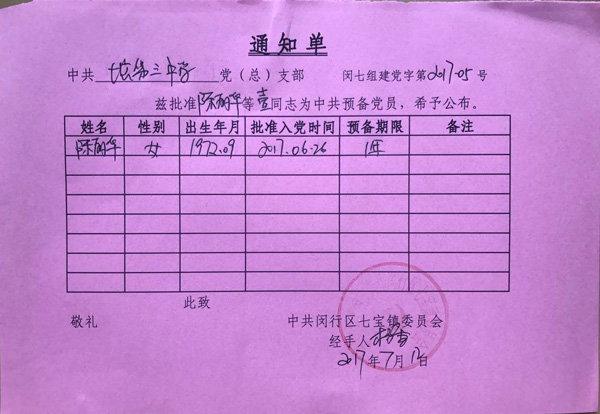 通知单
中共 七宝第三中学 党（总）支部 闵七组建党字第2017-05号
兹批准陈丽华等壹同志为中共预备党员，希予公布。
姓名 性别 出生年月 批准入党时间 预备期限 备注
陈丽华 女 1972.09 2017.06.26 1年
此致
敬礼 中共闵行区七宝镇委员会
经手人
2017年7月12日